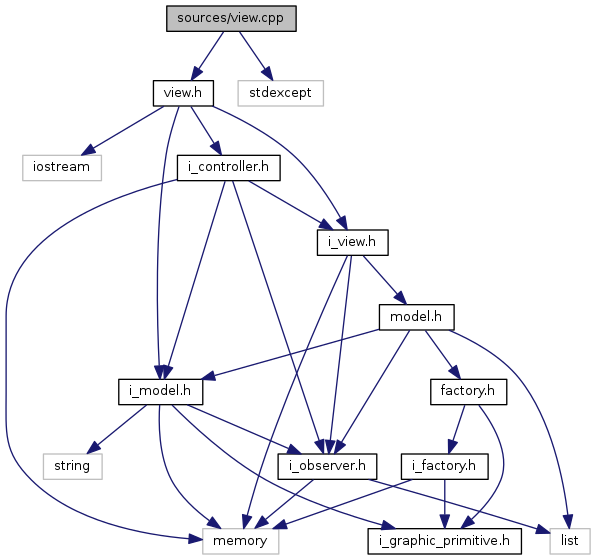 sources/view.cpp
view.h
stdexcept
iostream
i_controller.h
i_view.h
model.h
i_model.h
factory.h
string
i_observer.h
i_factory.h
memory
i_graphic_primitive.h
list